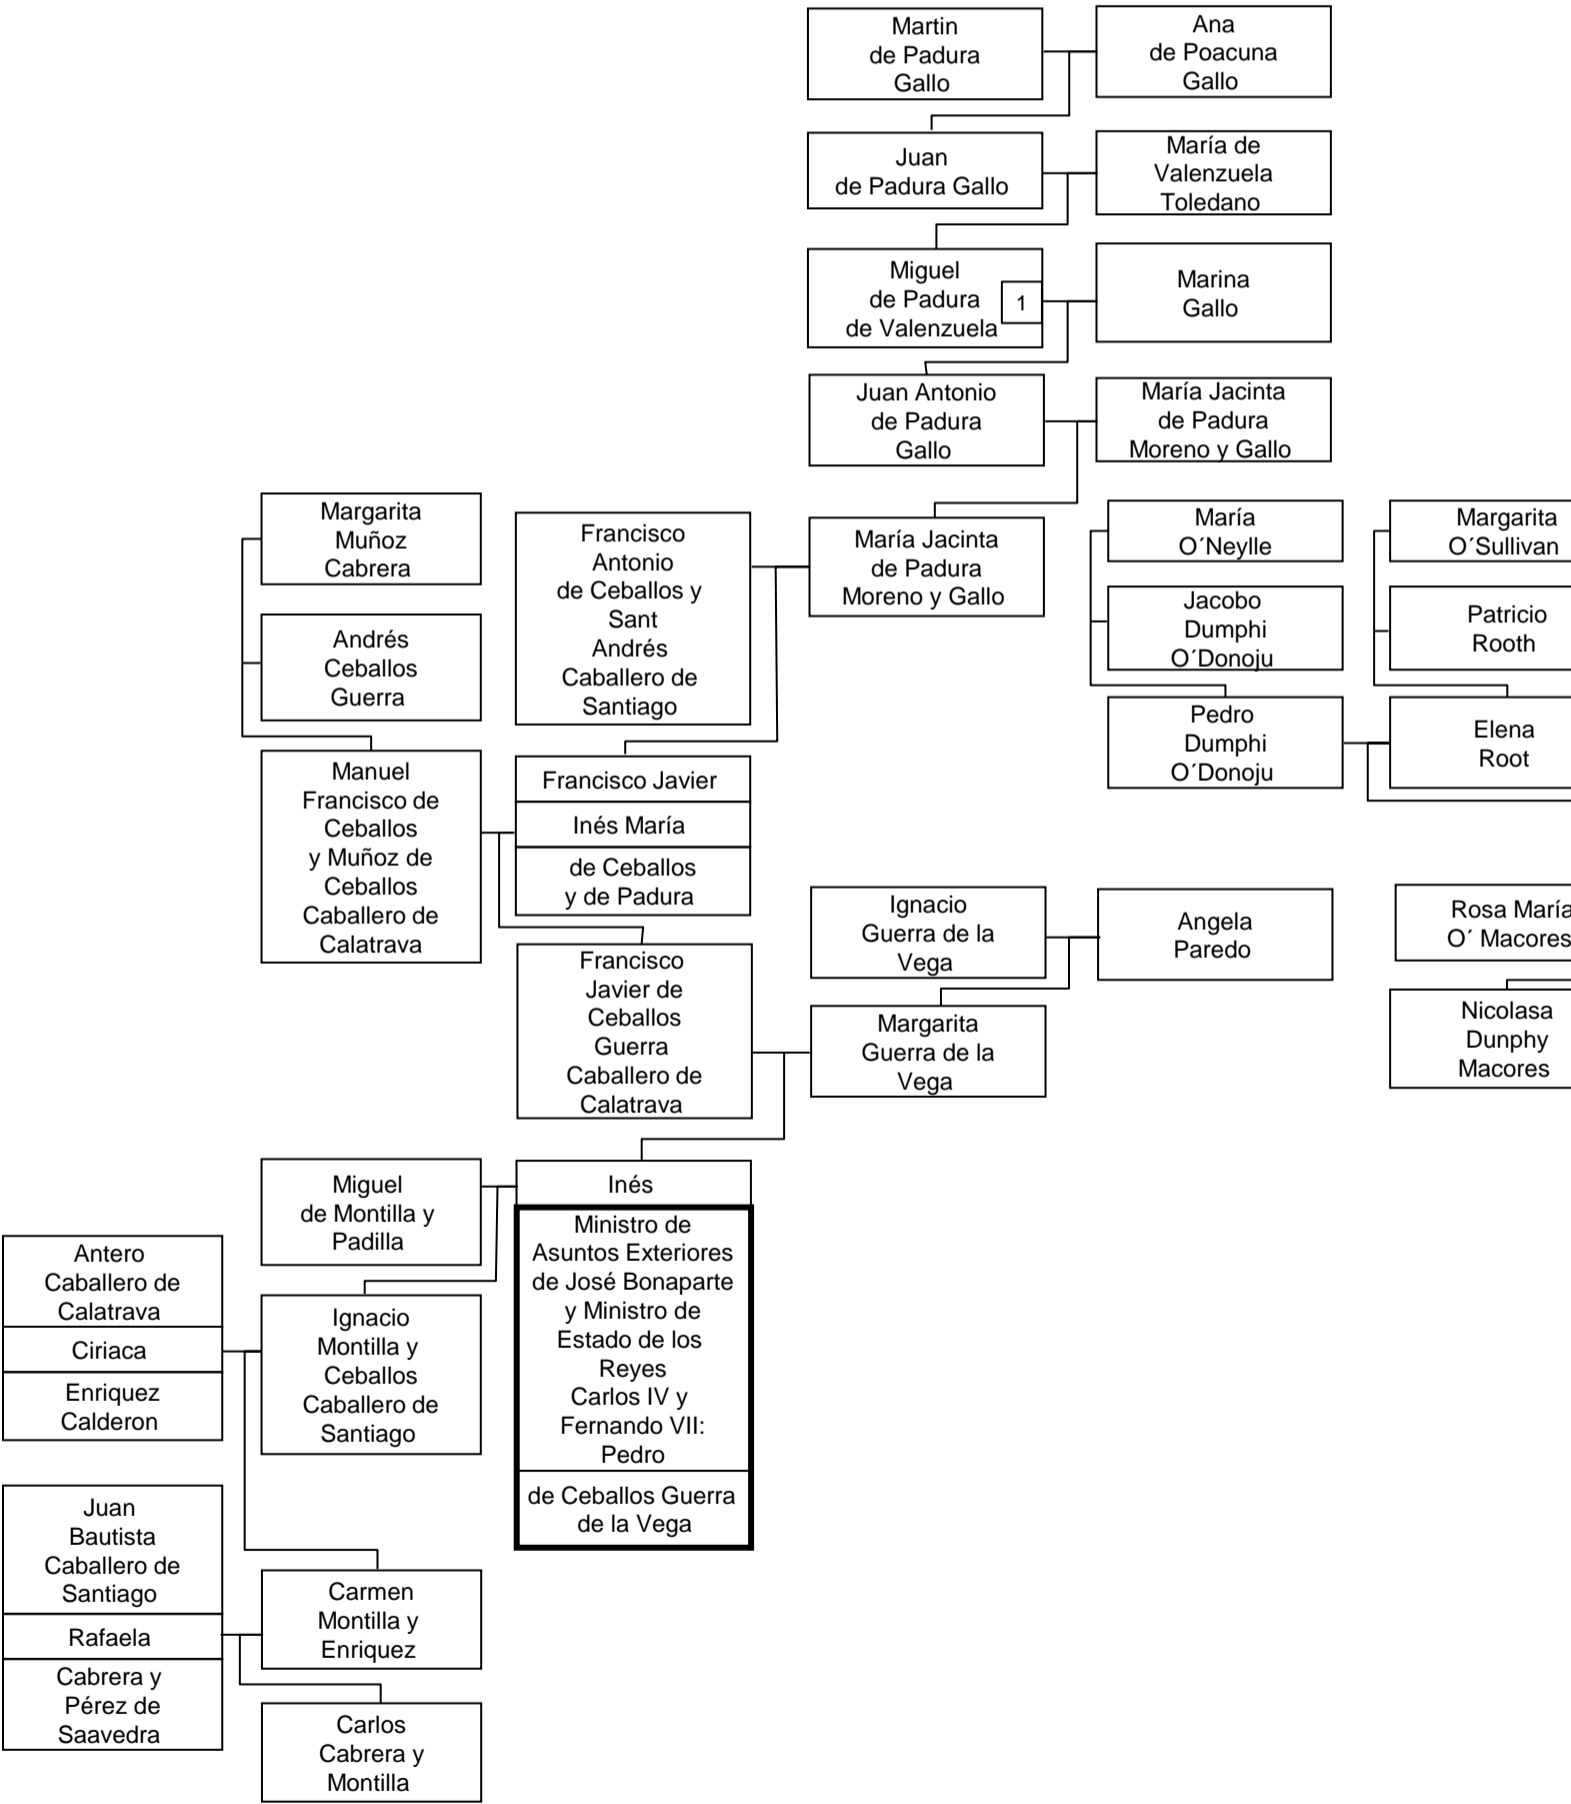 Martin
de Padura
Gallo
Ana
de Poacuna
Gallo
Juan
de Padura Gallo
María de
Valenzuela
Toledano
Miguel
de Padura
de Valenzuela
1
Marina
Gallo
Juan Antonio
de Padura
Gallo
María Jacinta
de Padura
Moreno y Gallo
Margarita
Muñoz
Cabrera
Francisco
Antonio
de Ceballos y
Sant
Andrés
Caballero de
Santiago
María Jacinta
de Padura
Moreno y Gallo
María
O´Neylle
Margarita
O´Sullivan
Andrés
Ceballos
Guerra
Jacobo
Dumphi
O´Donoju
Patricio
Rooth
Pedro
Dumphi
O´Donoju
Elena
Root
Manuel
Francisco de
Ceballos
y Muñoz de
Ceballos
Caballero de
Calatrava
Francisco Javier
Inés María
de Ceballos
y de Padura
Ignacio
Guerra de la
Vega
Angela
Paredo
Rosa María
O´ Macores
Francisco
Javier de
Ceballos
Guerra
Caballero de
Calatrava
Margarita
Guerra de la
Vega
Nicolasa
Dunphy
Macores
Miguel
de Montilla y
Padilla
Inés
Ministro de
Asuntos Exteriores
de José Bonaparte
y Ministro de
Estado de los
Reyes
Carlos IV y
Fernando VII:
Pedro
de Ceballos Guerra
de la Vega
Antero
Caballero de
Calatrava
Ciriaca
Enriquez
Calderon
Ignacio
Montilla y
Ceballos
Caballero de
Santiago
Juan
Bautista
Caballero de
Santiago
Rafaela
Cabrera y
Pérez de
Saavedra
Carmen
Montilla y
Enriquez
Carlos
Cabrera y
Montilla